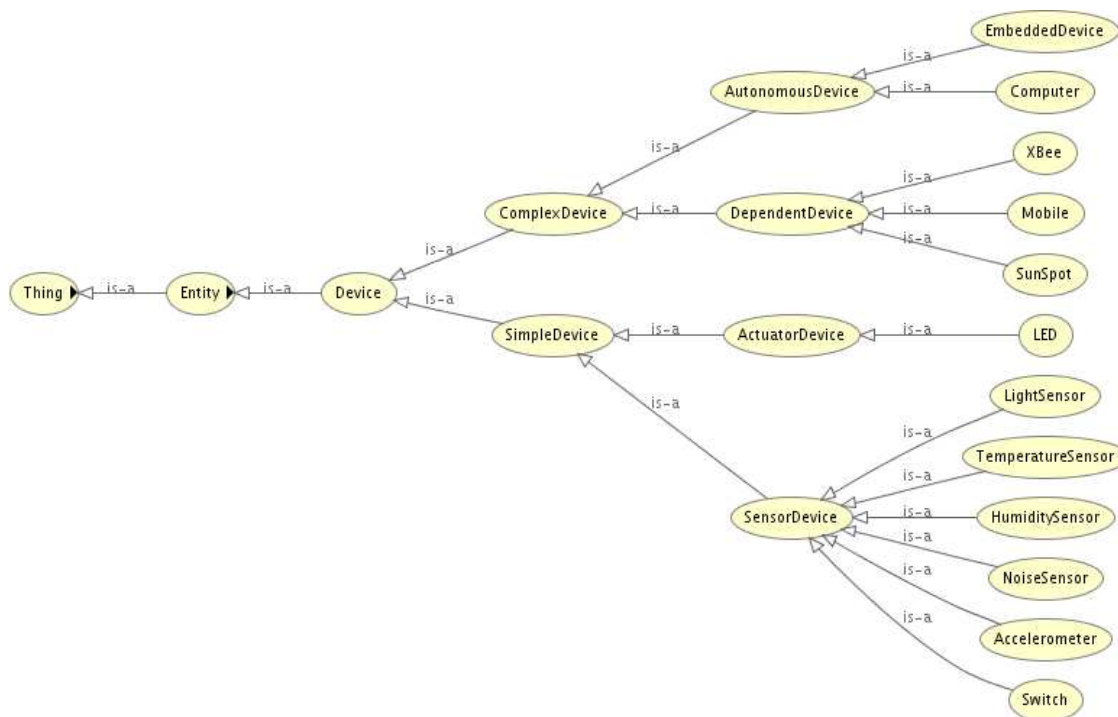 EmbeddedDevice
is-a
AutonomousDevice
is-a
Computer
is-a
XBee
is-a
ComplexDevice
is-a
DependentDevice
is-a
Mobile
is-a
is-a
SunSpot
Thing
is-a
Entity
is-a
Device
is-a
SimpleDevice
is-a
ActuatorDevice
is-a
LED
is-a
LightSensor
is-a
TemperatureSensor
is-a
SensorDevice
is-a
HumiditySensor
is-a
NoiseSensor
is-a
Accelerometer
is-a
Switch